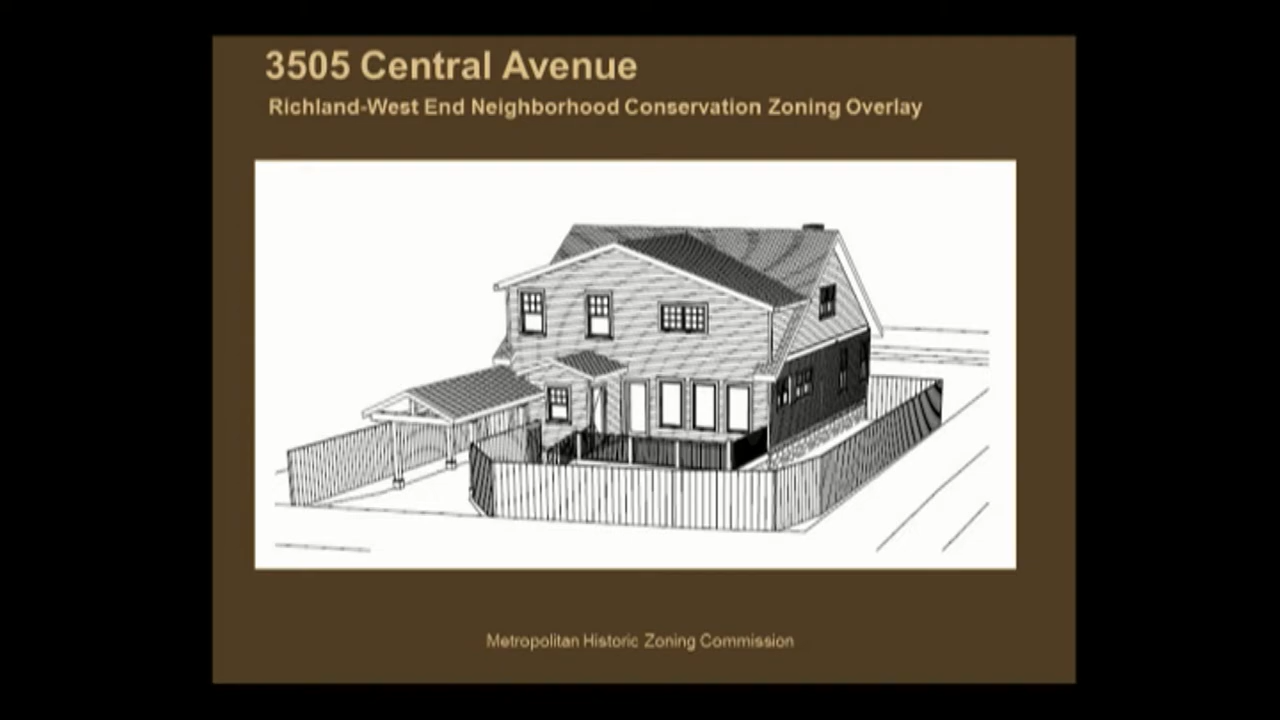 3505 Central Avenue
Richland-West End Neighborhood Conservation Zoning Overlay
Metropolitan Historic Zoning Commission